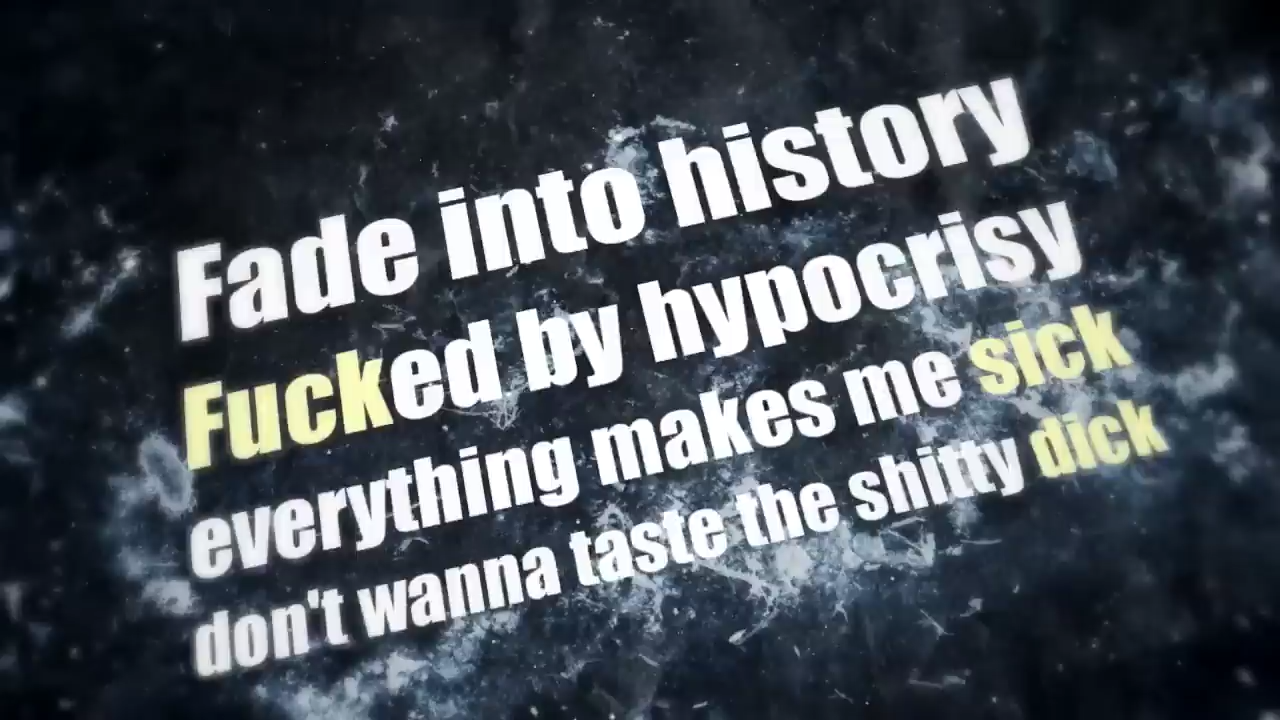 Fade into history
Fucked by hypocrisy
everything makes me sick
don't wanna taste the shitty dick